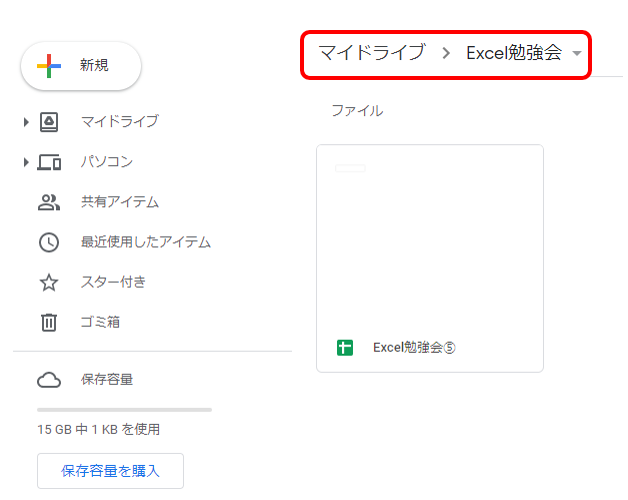 新規
マイドライブ
パソコン
共有アイテム
最近使用したアイテム
スター付き
ゴミ箱
保存容量
15 GB 中 1 KB を使用
保存容量を購入
マイドライブ > Excel勉強会
ファイル
Excel勉強会⑤